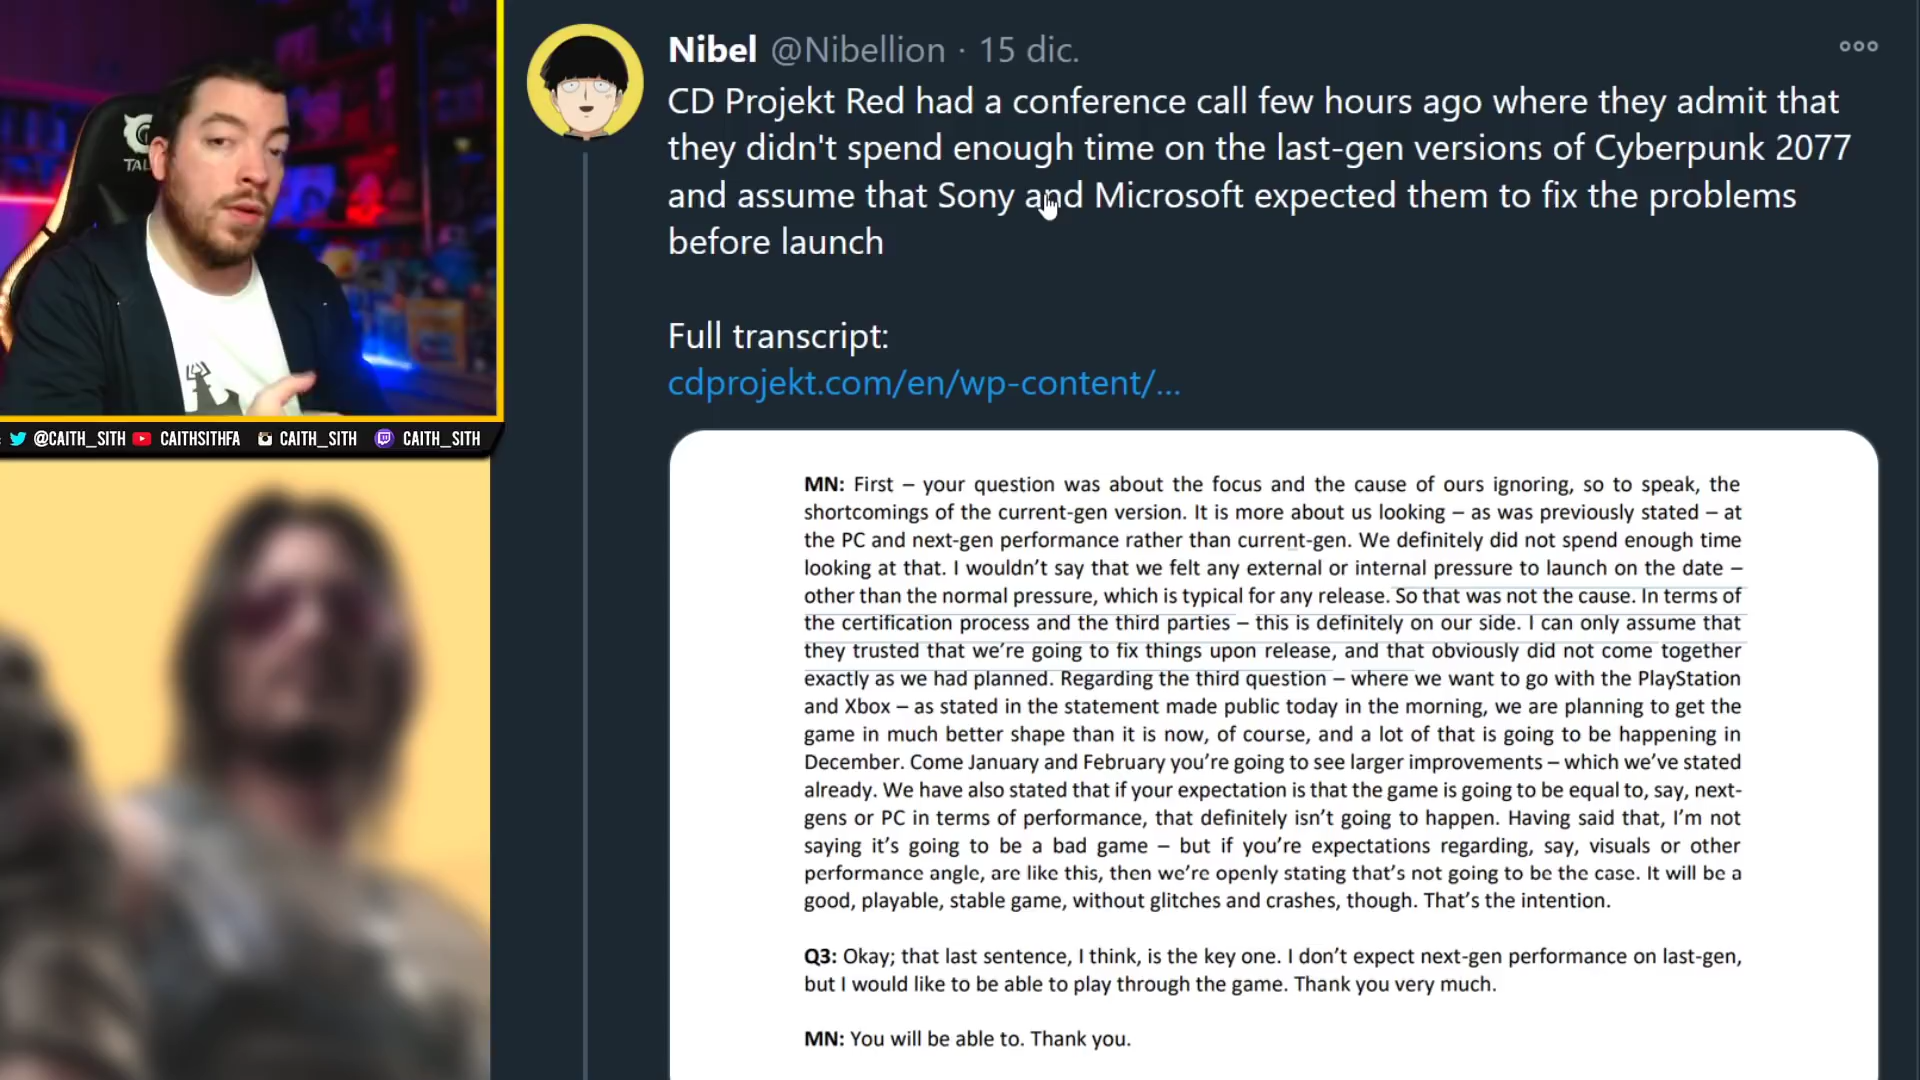 Nibel @Nibellion · 15 dic.
CD Projekt Red had a conference call few hours ago where they admit that
they didn't spend enough time on the last-gen versions of Cyberpunk 2077
and assume that Sony and Microsoft expected them to fix the problems
before launch
Full transcript:
cdprojekt.com/en/wp-content/...
TAL
@CAITH_SITH CAITHSITHFA CAITH_SITH CAITH_SITH
MN: First – your question was about the focus and the cause of ours ignoring, so to speak, the
shortcomings of the current-gen version. It is more about us looking – as was previously stated – at
the PC and next-gen performance rather than current-gen. We definitely did not spend enough time
looking at that. I wouldn’t say that we felt any external or internal pressure to launch on the date –
other than the normal pressure, which is typical for any release. So that was not the cause. In terms of
the certification process and the third parties – this is definitely on our side. I can only assume that
they trusted that we’re going to fix things upon release, and that obviously did not come together
exactly as we had planned. Regarding the third question – where we want to go with the PlayStation
and Xbox – as stated in the statement made public today in the morning, we are planning to get the
game in much better shape than it is now, of course, and a lot of that is going to be happening in
December. Come January and February you’re going to see larger improvements – which we’ve stated
already. We have also stated that if your expectation is that the game is going to be equal to, say, next-
gens or PC in terms of performance, that definitely isn’t going to happen. Having said that, I’m not
saying it’s going to be a bad game – but if you’re expectations regarding, say, visuals or other
performance angle, are like this, then we’re openly stating that’s not going to be the case. It will be a
good, playable, stable game, without glitches and crashes, though. That’s the intention.
Q3: Okay; that last sentence, I think, is the key one. I don’t expect next-gen performance on last-gen,
but I would like to be able to play through the game. Thank you very much.
MN: You will be able to. Thank you.